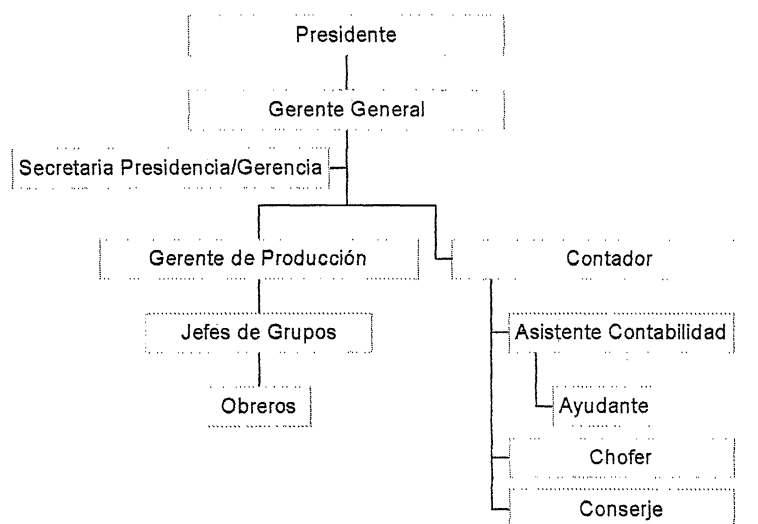 Presidente
Gerente General
Secretaria Presidencia/Gerencia
Gerente de Producción
Contador
Jefes de Grupos
Asistente Contabilidad
Obreros
Ayudante
Chofer
Conserje